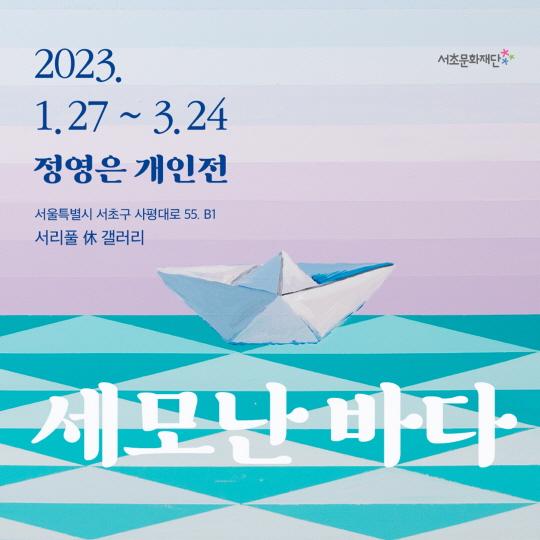 2023.
1.27 ~ 3.24
정영은 개인전
서울특별시 서초구 사평대로 55. B1
서리풀 休 갤러리
서초문화재단
세모난 바다